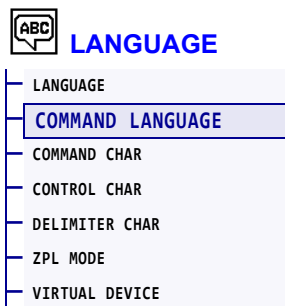 ABC
LANGUAGE
LANGUAGE
COMMAND LANGUAGE
COMMAND CHAR
CONTROL CHAR
DELIMITER CHAR
ZPL MODE
VIRTUAL DEVICE